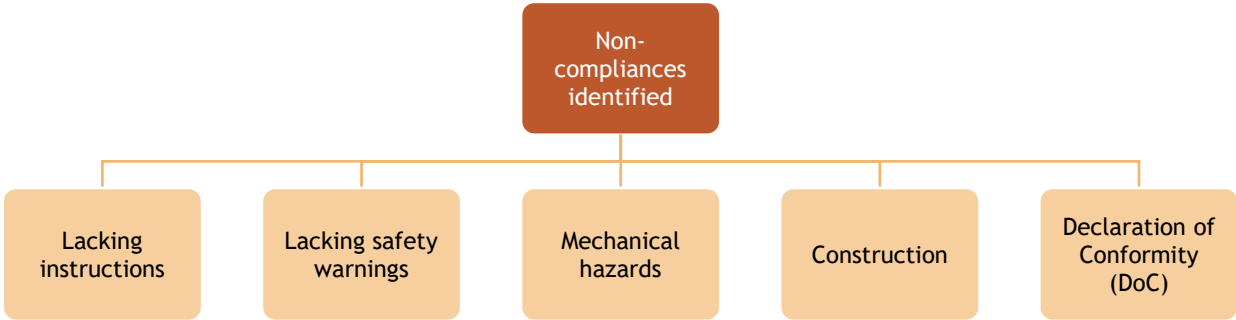 Non-
compliances
identified
Lacking
instructions
Lacking safety
warnings
Mechanical
hazards
Construction
Declaration of
Conformity
(DoC)